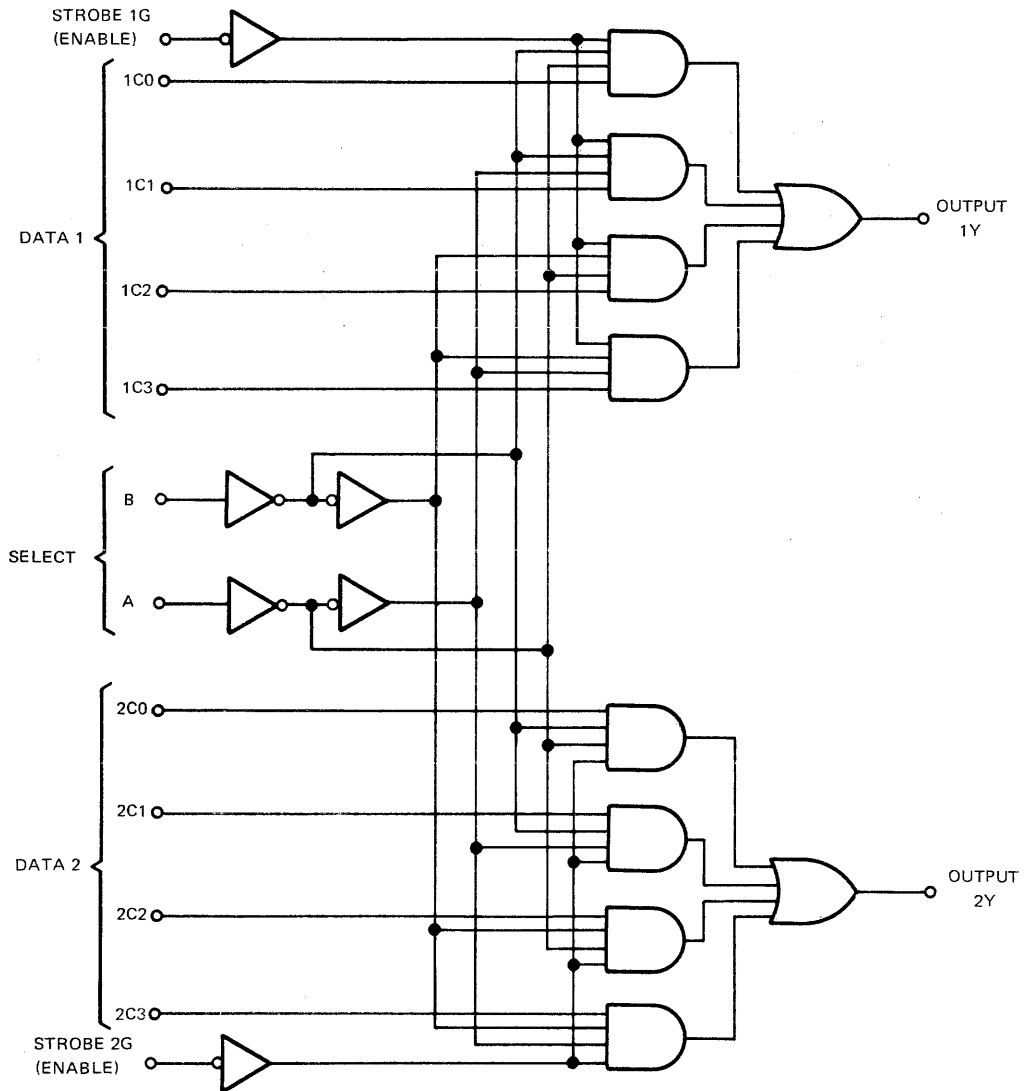 STROBE 1G
(ENABLE)
1C0
1C1
DATA 1
1C2
1C3
OUTPUT
1Y
B
SELECT
A
2C0
2C1
DATA 2
2C2
2C3
OUTPUT
2Y
STROBE 2G
(ENABLE)